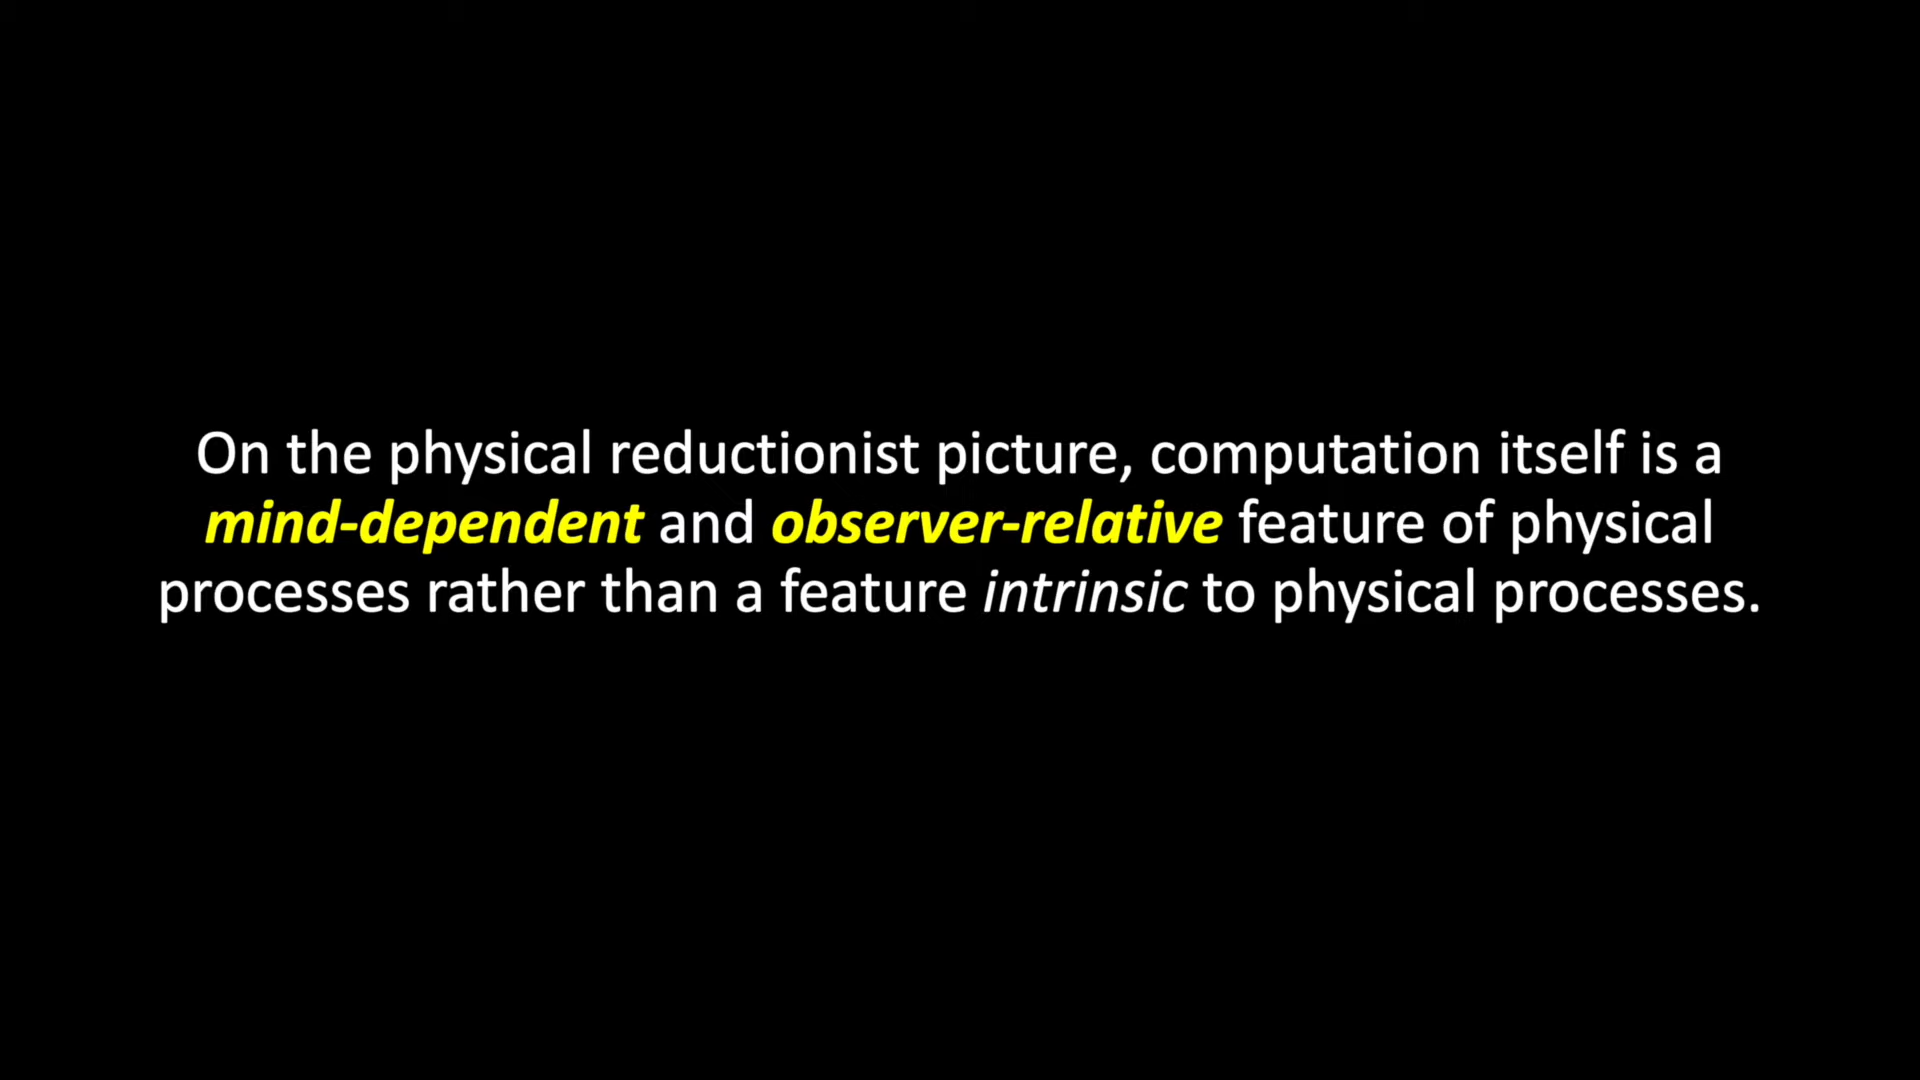 On the physical reductionist picture, computation itself is a
mind-dependent and observer-relative feature of physical
processes rather than a feature intrinsic to physical processes.